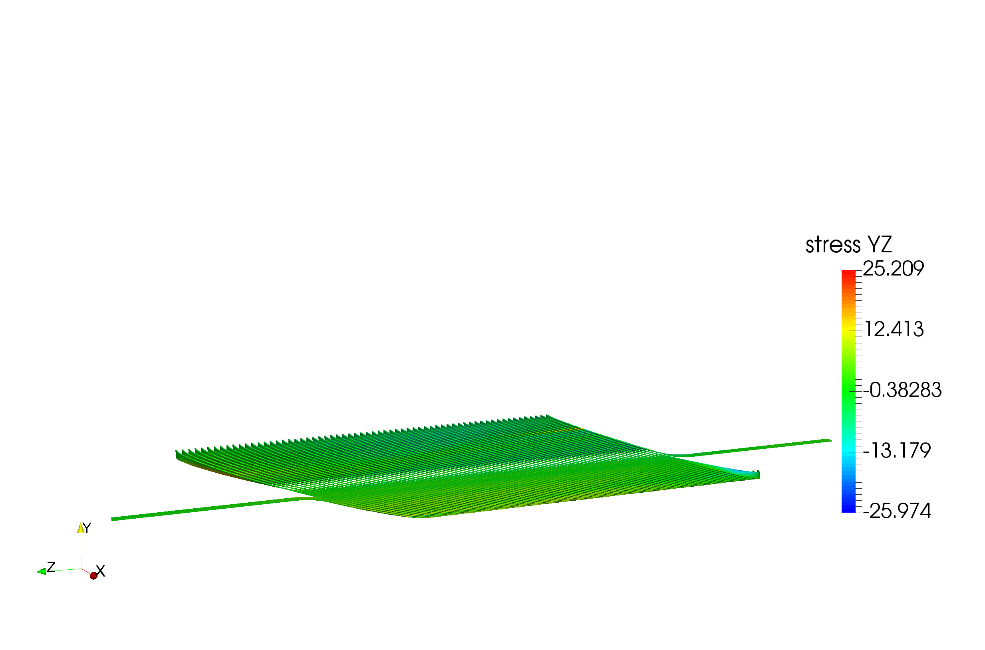 stress YZ
25.209
12.413
-0.38283
-13.179
-25.974
Y
Z
X